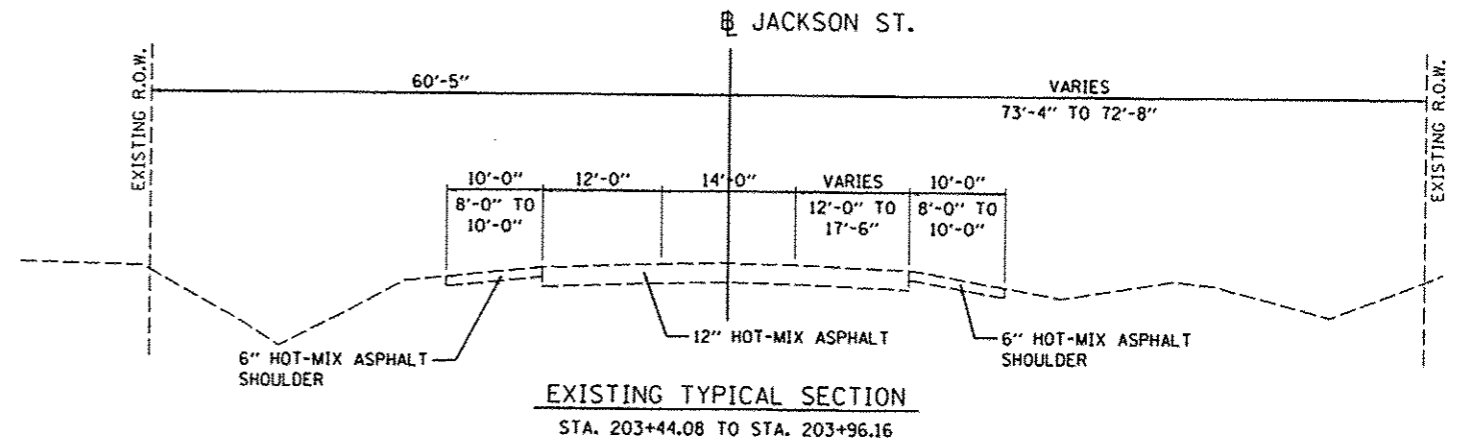 ℄ JACKSON ST.
EXISTING R.O.W.
60'-5"
VARIES
73'-4" TO 72'-8"
EXISTING R.O.W.
10'-0" 12'-0" 14'-0" VARIES 10'-0"
8'-0" TO 12'-0" TO 8'-0" TO
10'-0" 17'-6" 10'-0"
6" HOT-MIX ASPHALT
SHOULDER
12" HOT-MIX ASPHALT
6" HOT-MIX ASPHALT
SHOULDER
EXISTING TYPICAL SECTION
STA. 203+44.08 TO STA. 203+96.16